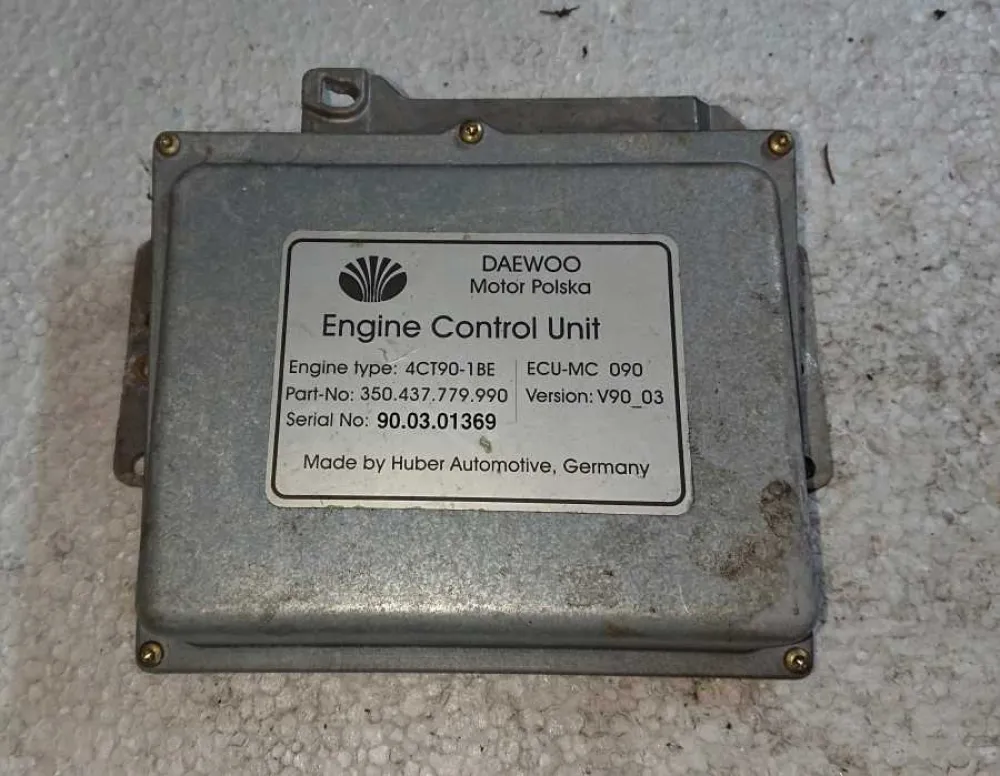 DAEWOO
Motor Polska
Engine Control Unit
Engine type: 4CT90-1BE ECU-MC 090
Part-No: 350.437.779.990 Version: V90_03
Serial No: 90.03.01369
Made by Huber Automotive, Germany